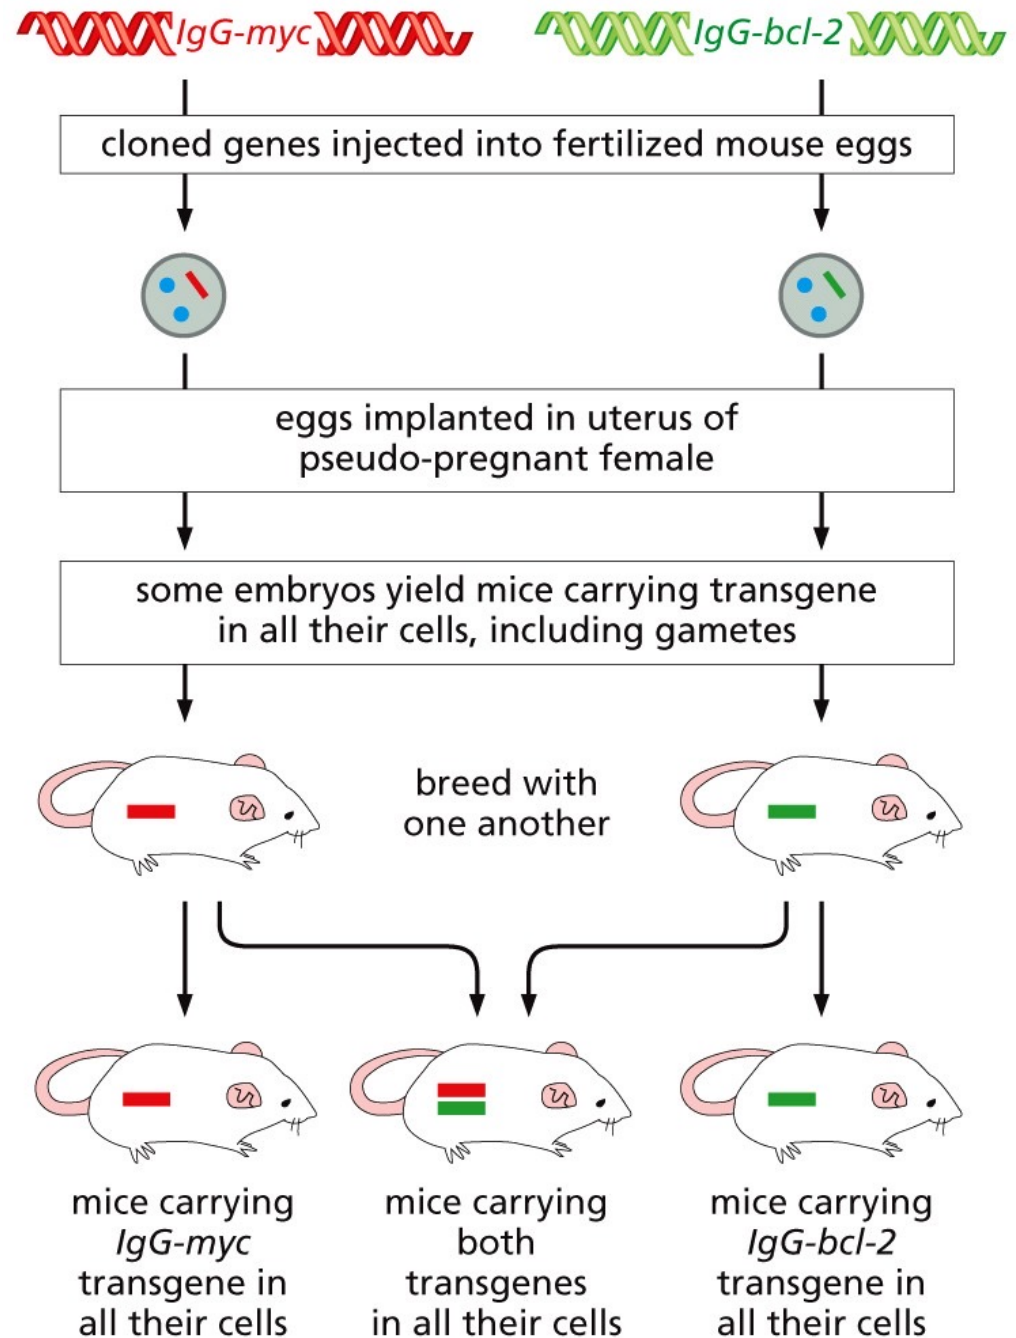 IgG-myc
IgG-bcl-2
cloned genes injected into fertilized mouse eggs
eggs implanted in uterus of
pseudo-pregnant female
some embryos yield mice carrying transgene
in all their cells, including gametes
breed with
one another
mice carrying
IgG-myc
transgene in
all their cells
mice carrying
both
transgenes
in all their cells
mice carrying
IgG-bcl-2
transgene in
all their cells